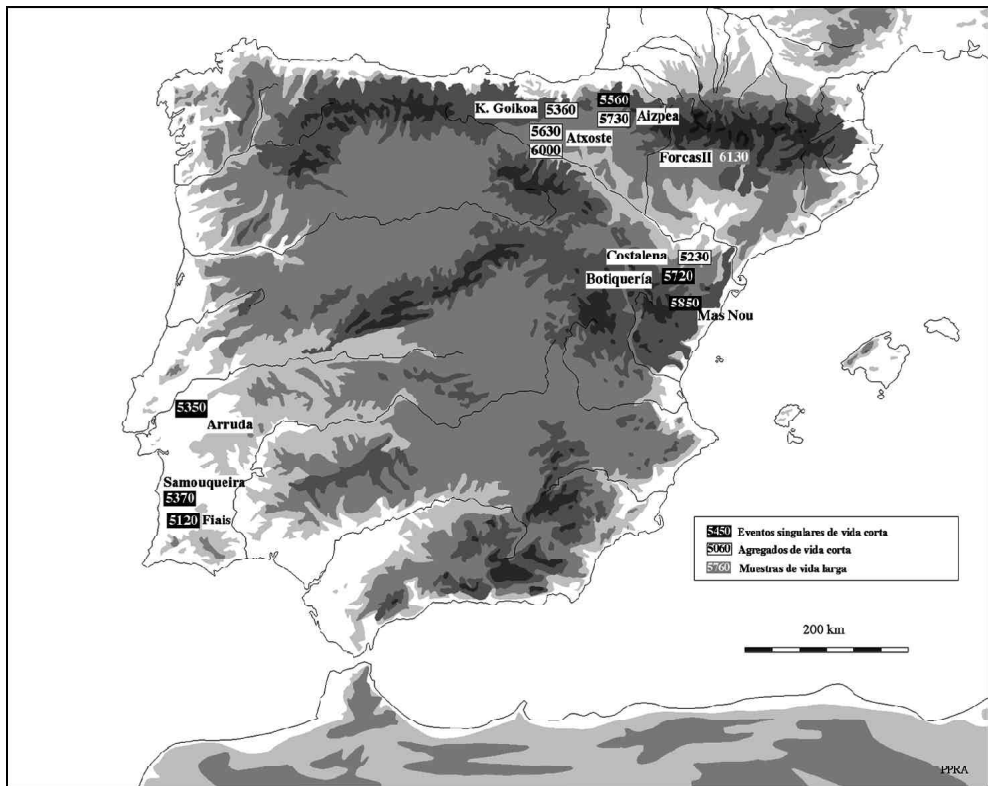 5560
K. Goikoa 5360
5730 Aizpea
5630 Atxoste
6000
ForcasII 6130
Costalena 5230
Botiquería 5720
5850
Mas Nou
5350
Arruda
Samouqueira
5370
5120 Fiais
5450 Eventos singulares de vida corta
5060 Agregados de vida corta
5760 Muestras de vida larga
200 km
PPRA